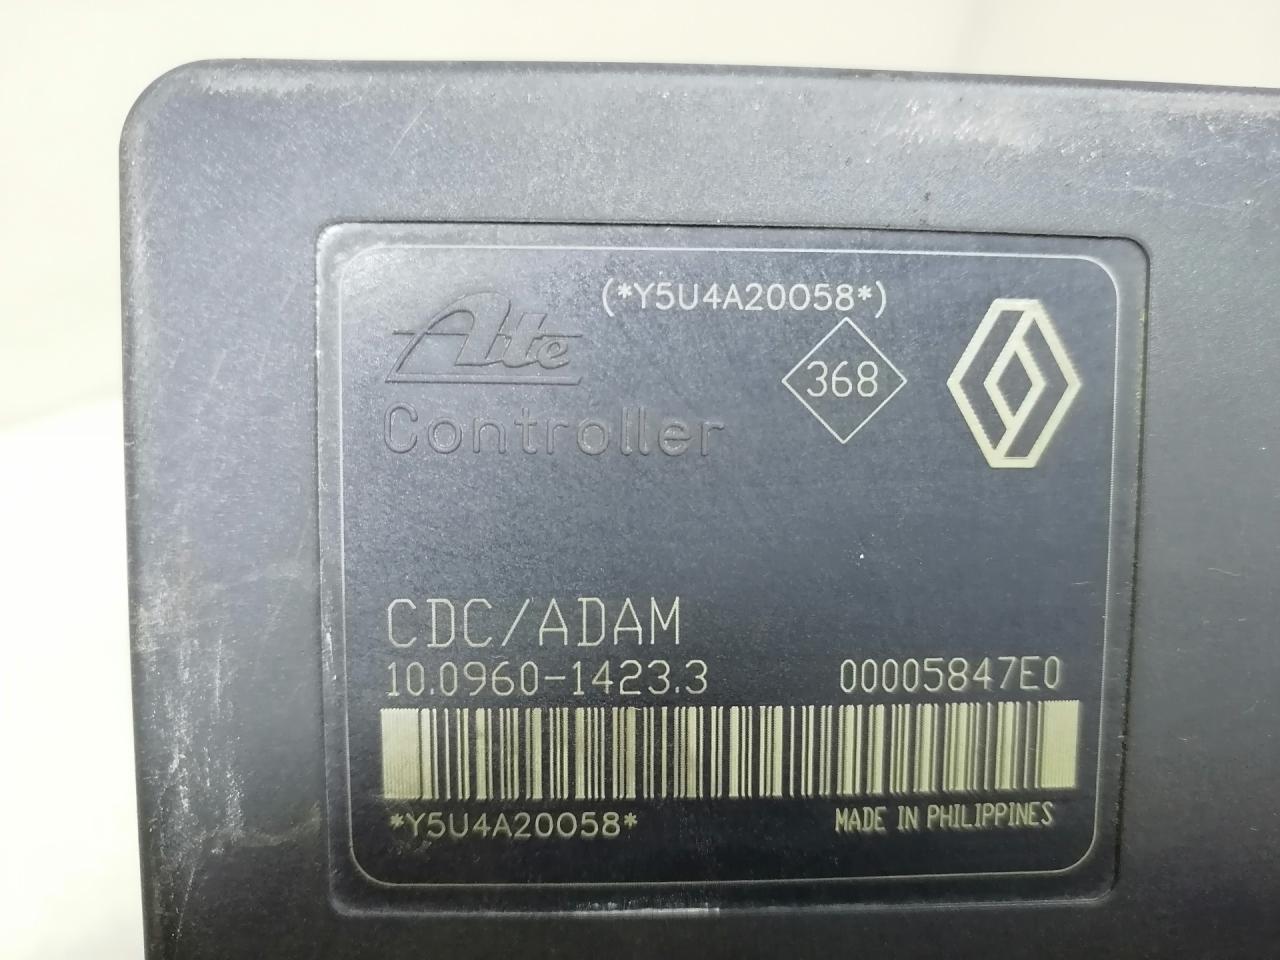 (*Y5U4A20058*)
Ate
368
Controller
CDC/ADAM
10.0960-1423.3 00005847E0
*Y5U4A20058* MADE IN PHILIPPINES